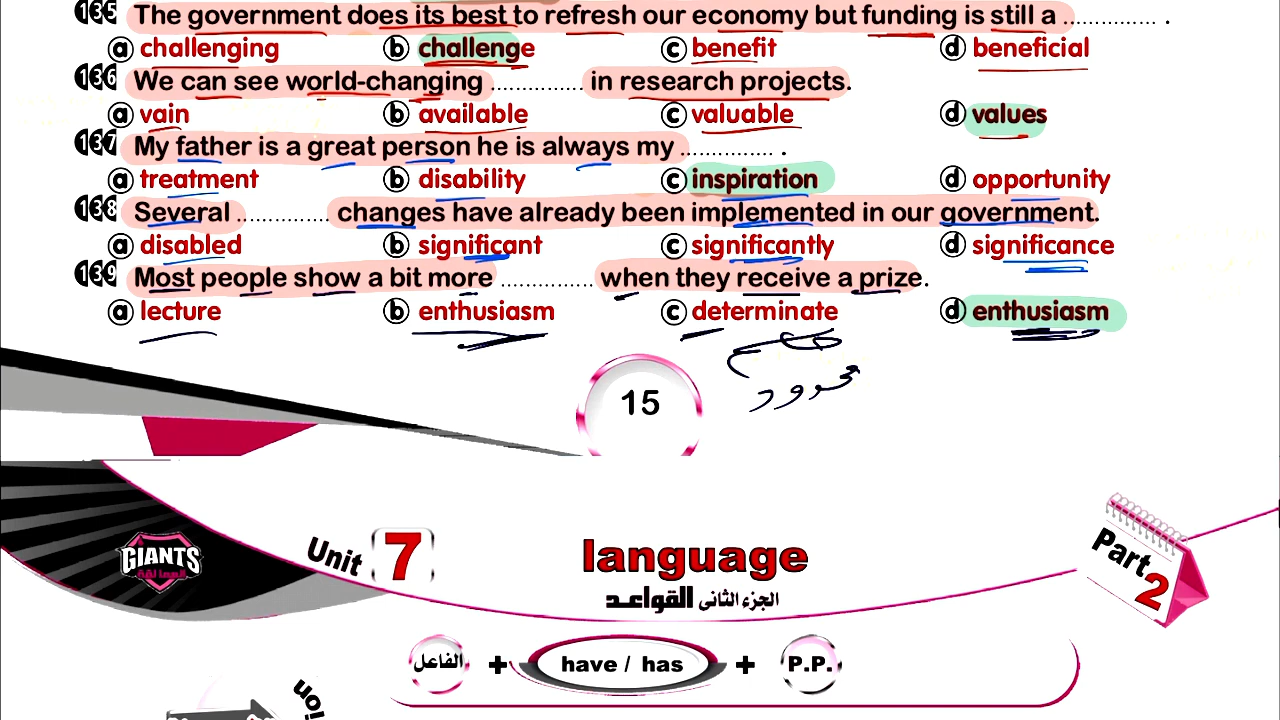 135 The government does its best to refresh our economy but funding is still a ............... .
a challenging b challenge c benefit d beneficial
136 We can see world-changing ............... in research projects.
a vain b available c valuable d values
137 My father is a great person he is always my ............... .
a treatment b disability c inspiration d opportunity
138 Several ............... changes have already been implemented in our government.
a disabled b significant c significantly d significance
139 Most people show a bit more ............... when they receive a prize.
a lecture b enthusiasm c determinate d enthusiasm
محدود
15
GIANTS
العمالقة
Unit 7
language
الجزء الثانى القواعد
Part 2
الفاعل + have / has + P.P.